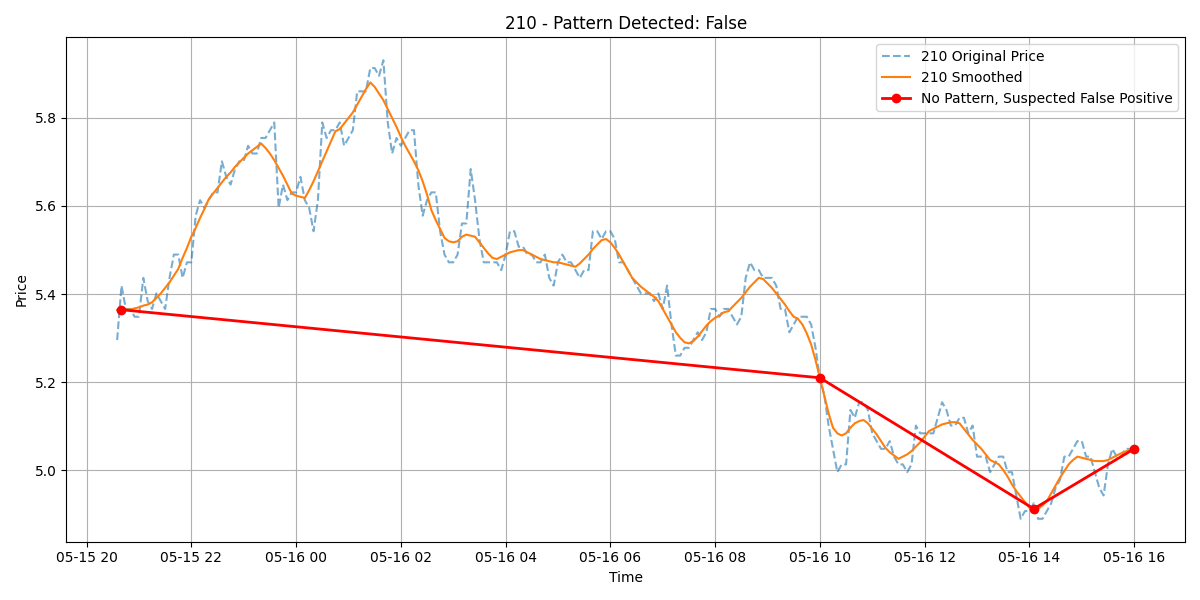 210 - Pattern Detected: False
210 Original Price
210 Smoothed
No Pattern, Suspected False Positive
Price
5.8
5.6
5.4
5.2
5.0
05-15 20 05-15 22 05-16 00 05-16 02 05-16 04 05-16 06 05-16 08 05-16 10 05-16 12 05-16 14 05-16 16
Time